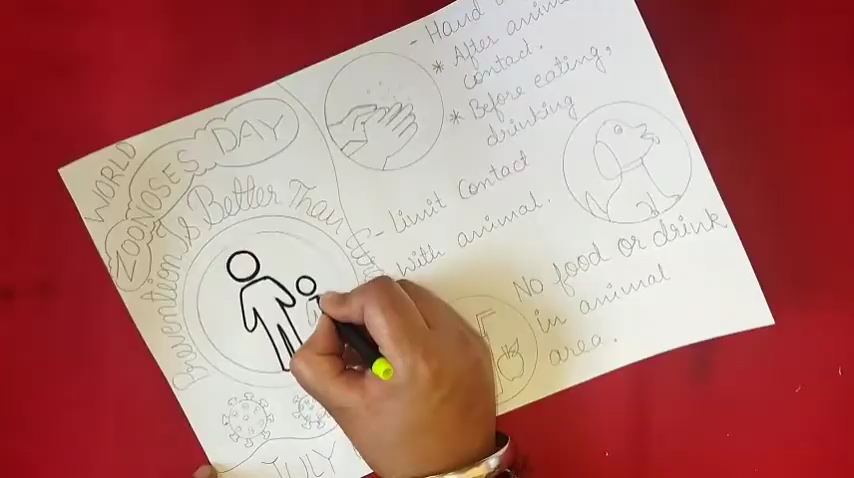 WORLD
ZOONOSES DAY
Prevention Is Better Than
JULY
- Hand
* After animal
contact.
* Before eating,
drinking
- Limit Contact
with animal.
No food or drink
in animal
area.